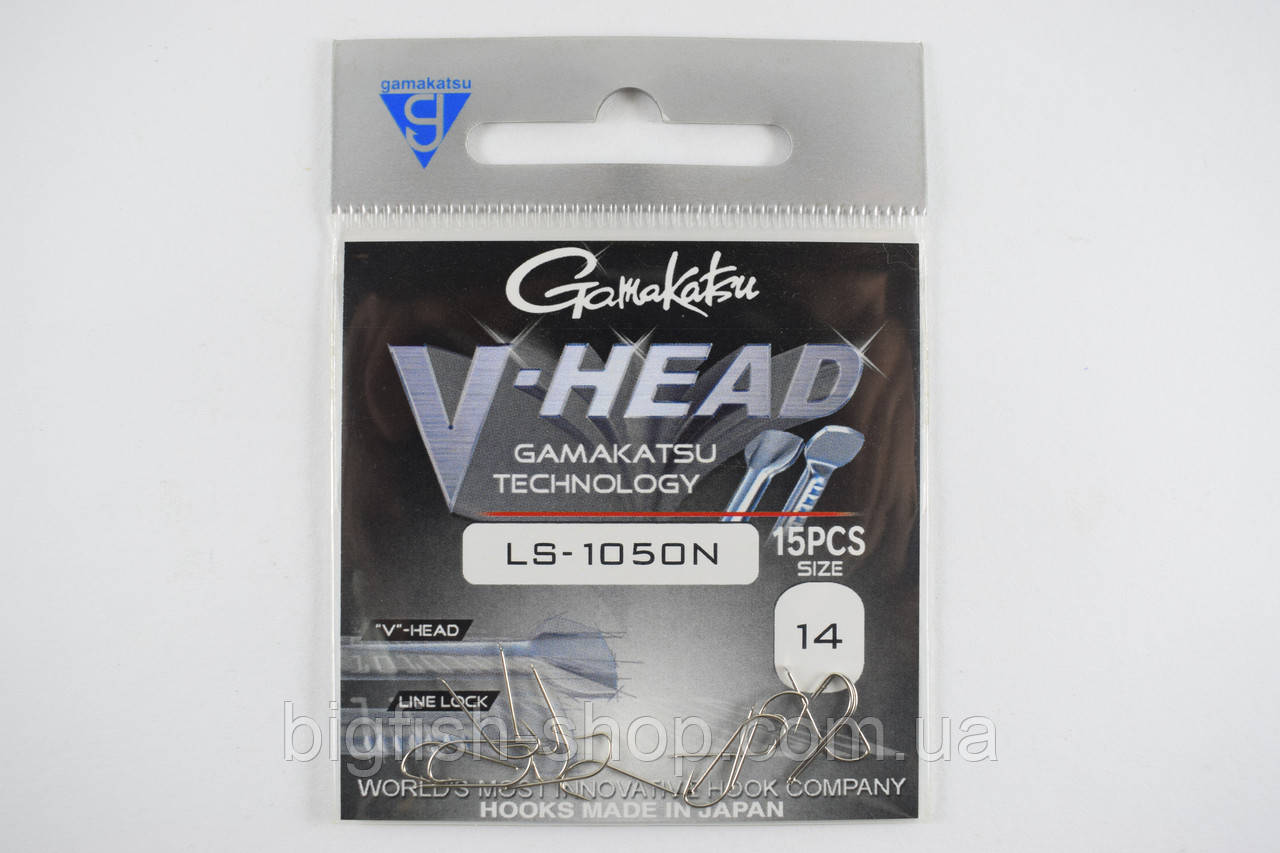 gamakatsu
Gamakatsu
V-HEAD
GAMAKATSU
TECHNOLOGY
LS-1050N
15PCS
SIZE
14
"V"-HEAD
LINE LOCK
bigfish-shop.com.ua
WORLD'S MOST INNOVATIVE HOOK COMPANY
HOOKS MADE IN JAPAN